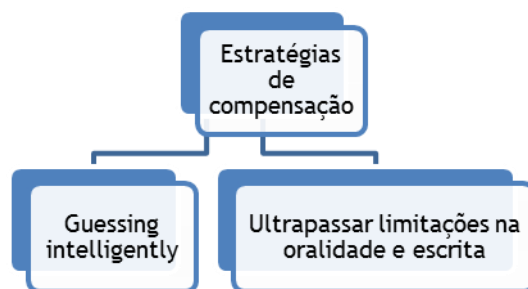 Estratégias
de
compensação
Guessing
intelligently
Ultrapassar limitações na
oralidade e escrita